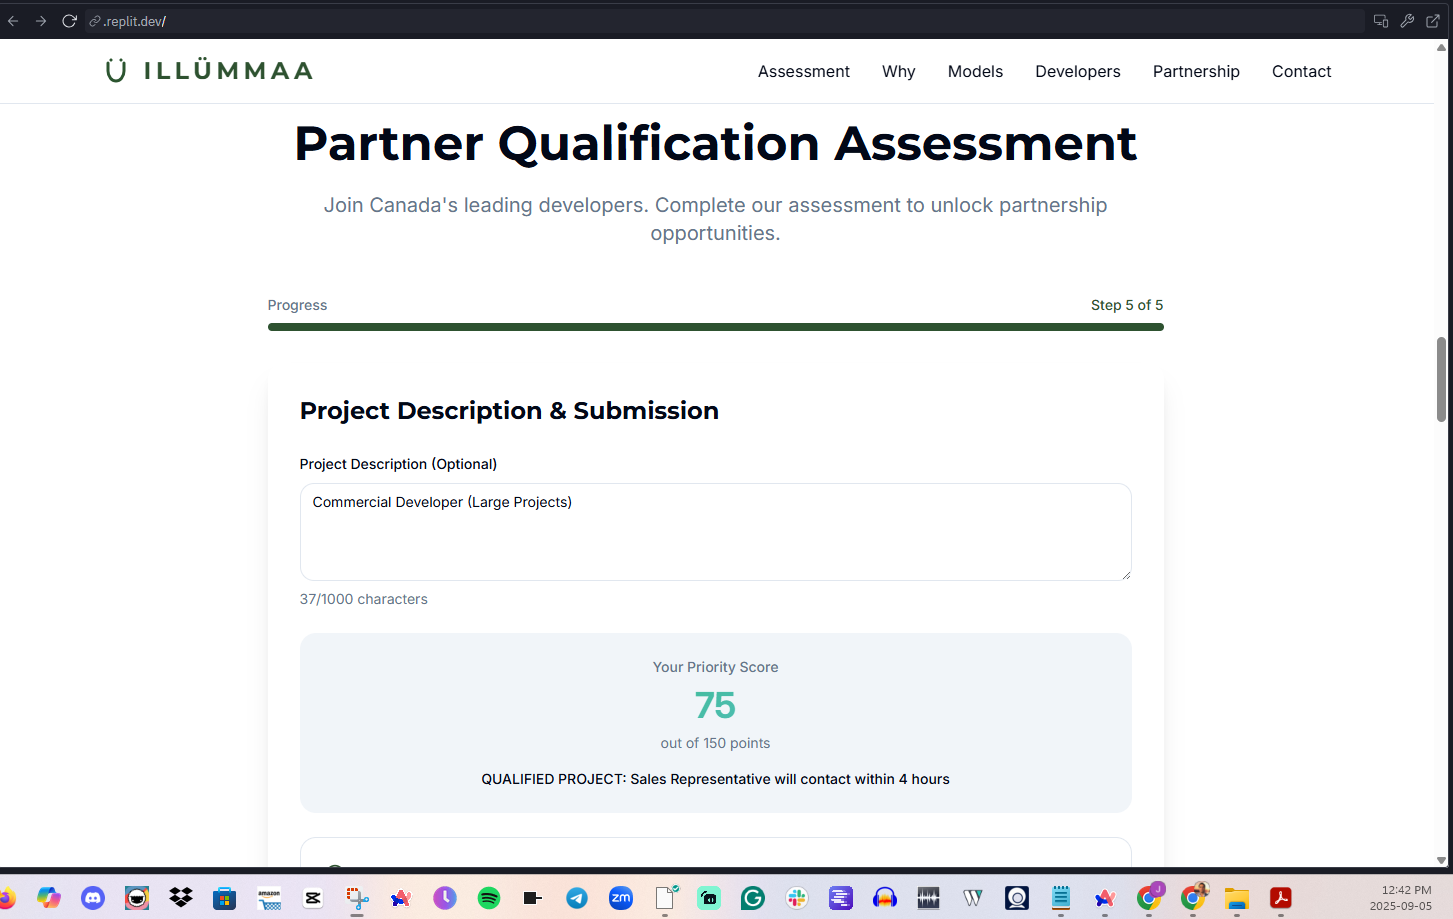 .replit.dev/
ILLÜMMAA
Assessment
Why
Models
Developers
Partnership
Contact
Partner Qualification Assessment
Join Canada's leading developers. Complete our assessment to unlock partnership
opportunities.
Progress
Step 5 of 5
Project Description & Submission
Project Description (Optional)
Commercial Developer (Large Projects)
37/1000 characters
Your Priority Score
75
out of 150 points
QUALIFIED PROJECT: Sales Representative will contact within 4 hours
amazon
zm
W
J
12:42 PM
2025-09-05